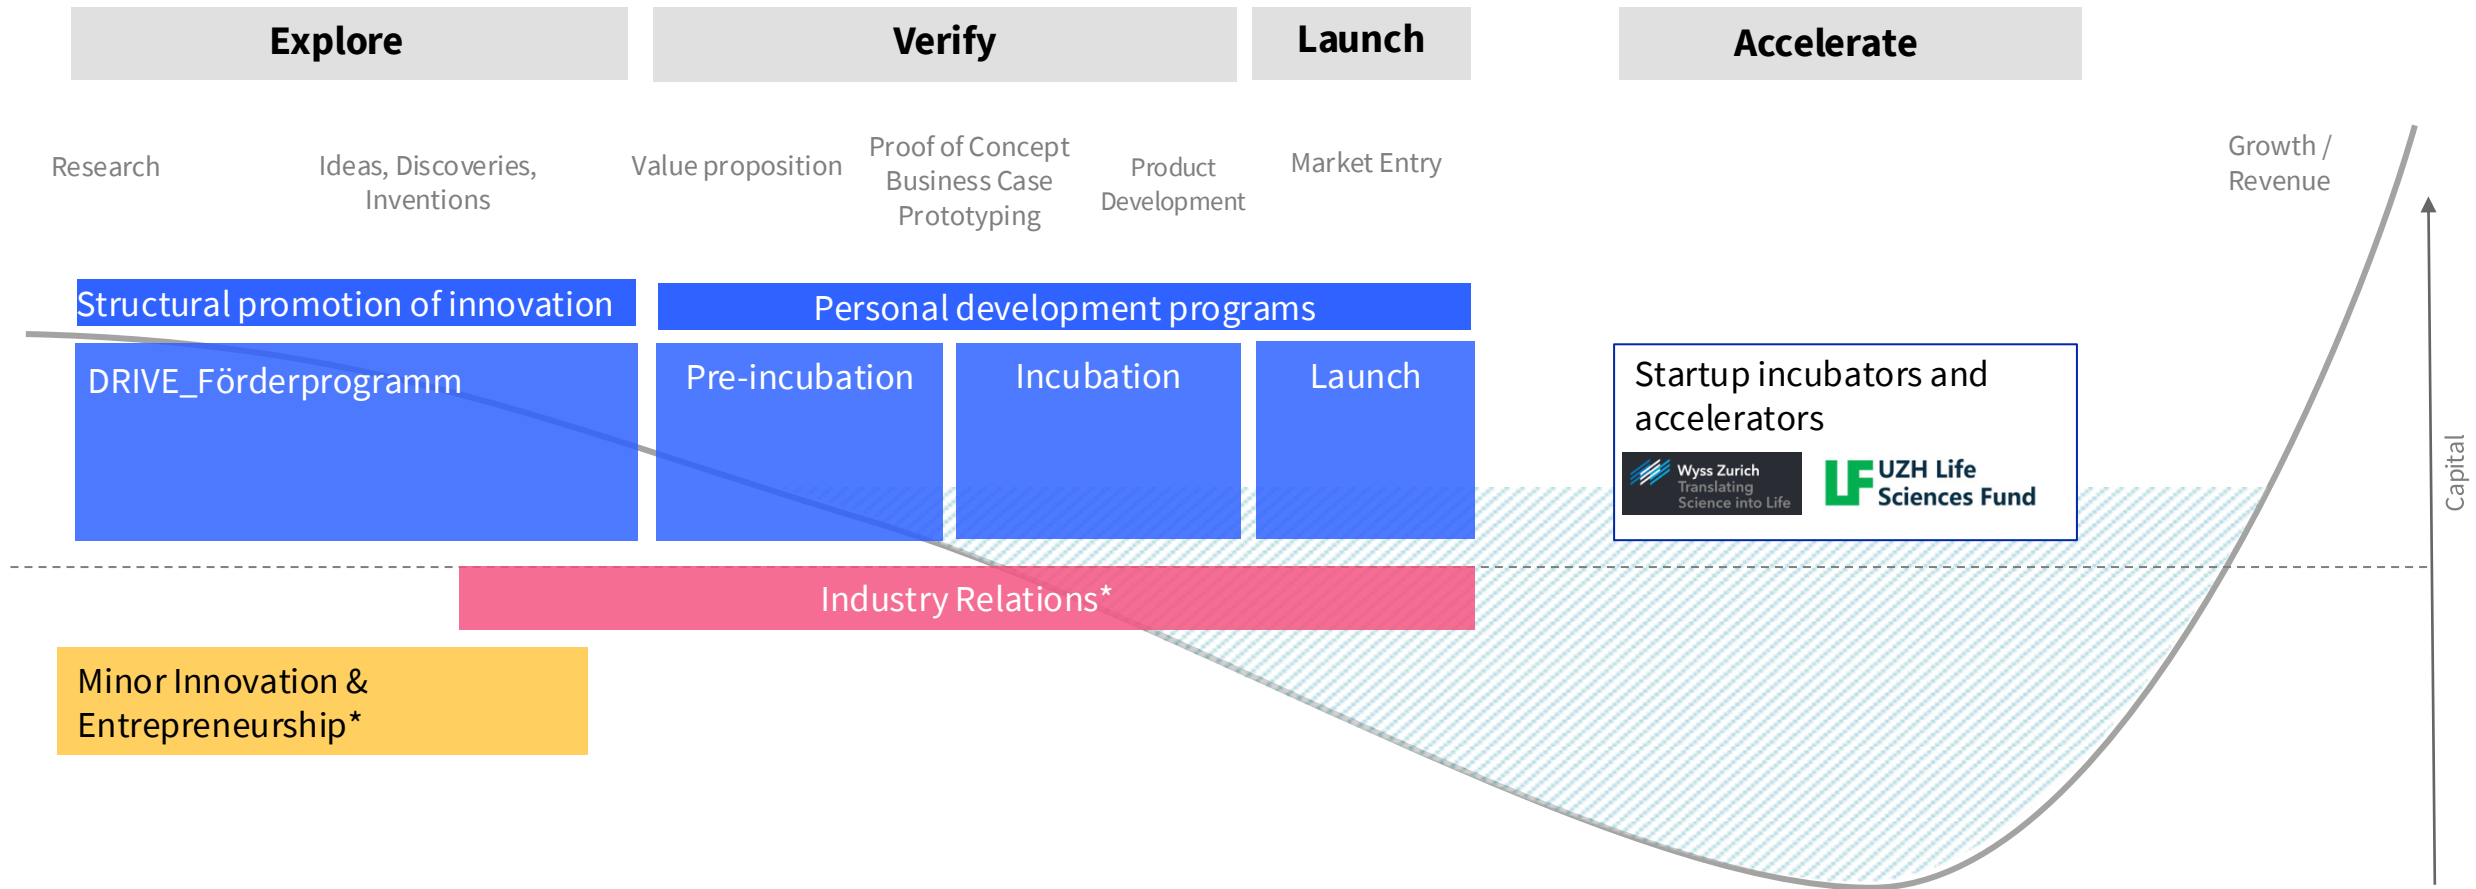 Explore
Verify
Launch
Accelerate
Research
Ideas, Discoveries,
Inventions
Value proposition
Proof of Concept
Business Case
Prototyping
Product
Development
Market Entry
Growth /
Revenue
Structural promotion of innovation
Personal development programs
DRIVE_Förderprogramm
Pre-incubation
Incubation
Launch
Startup incubators and
accelerators
Wyss Zurich
Translating
Science into Life
LF UZH Life
Sciences Fund
Capital
Industry Relations*
Minor Innovation &
Entrepreneurship*